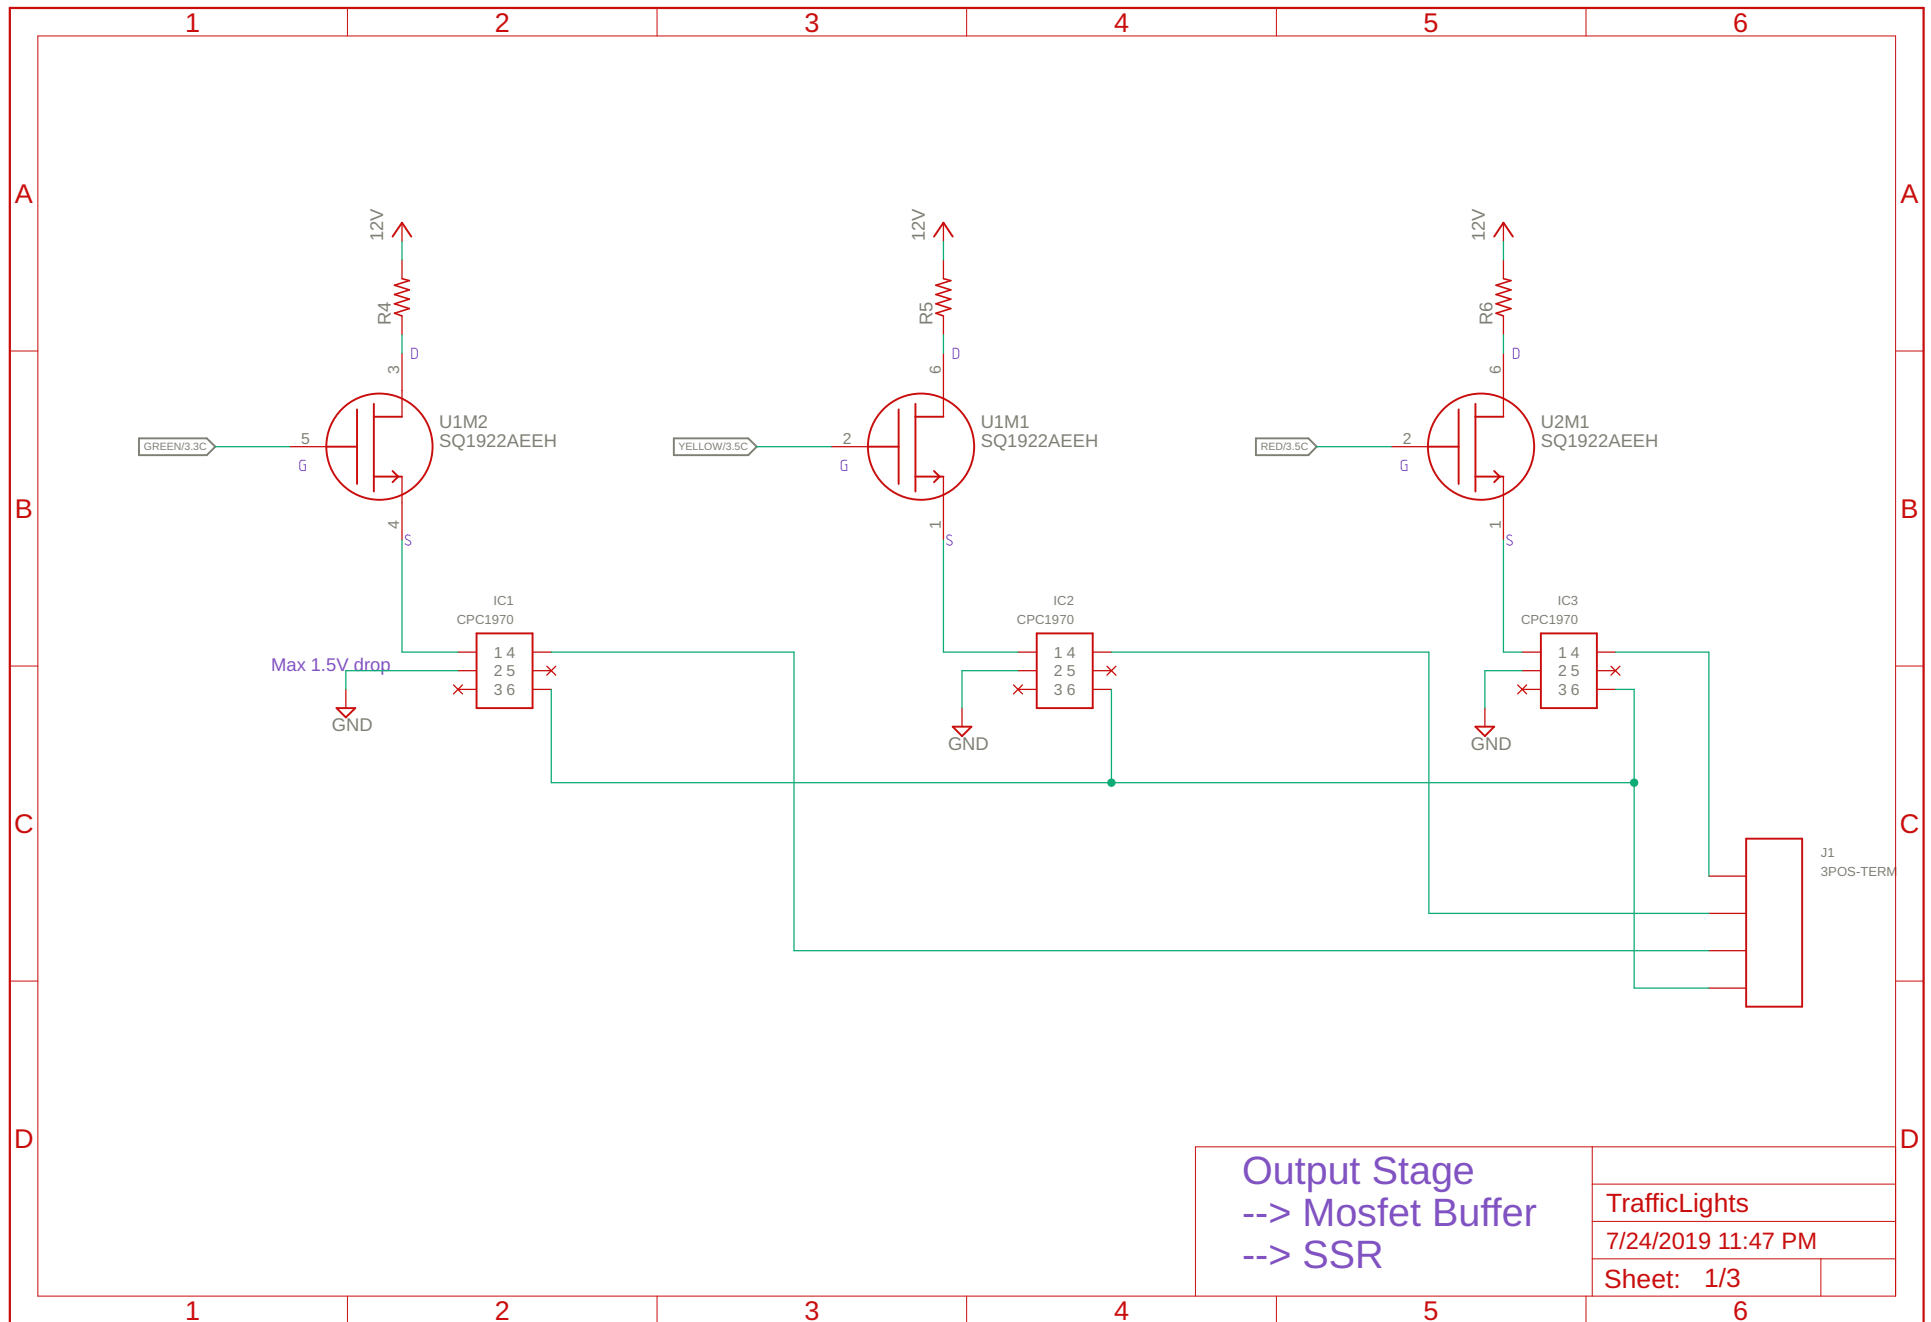 1 2 3 4 5 6
A A
12V 12V 12V
R4 R5 R6
D D D
3 6 6
U1M2 U1M1 U2M1
SQ1922AEEH SQ1922AEEH SQ1922AEEH
GREEN/3.3C 5 YELLOW/3.5C 2 RED/3.5C 2
G G G
B B
4 1 1
S S S
IC1 IC2 IC3
CPC1970 CPC1970 CPC1970
1 4 1 4 1 4
Max 1.5V drop
2 5 2 5 2 5
3 6 3 6 3 6
GND GND GND
C C
J1
3POS-TERM
D D
Output Stage
--> Mosfet Buffer
--> SSR
TrafficLights
7/24/2019 11:47 PM
Sheet: 1/3
1 2 3 4 5 6